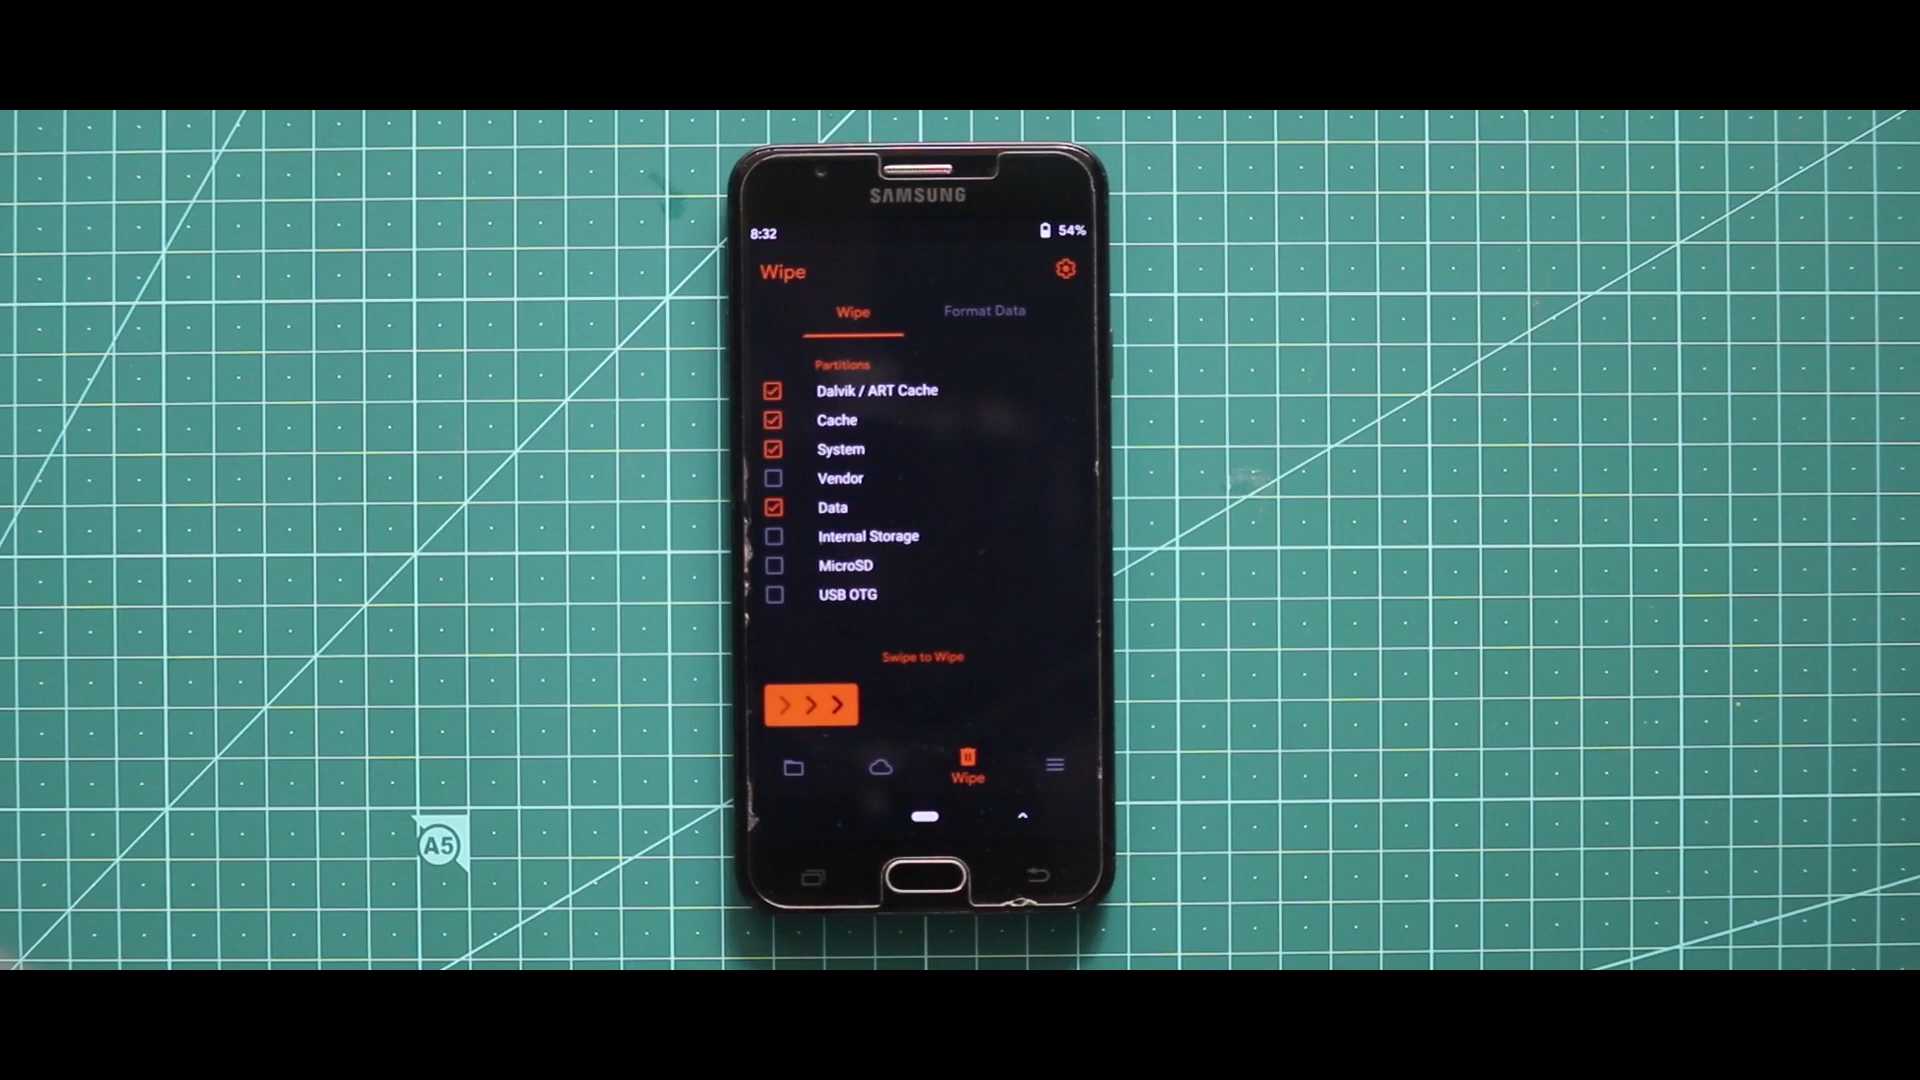 SAMSUNG
8:32
54%
Wipe
Wipe
Format Data
Partitions
Dalvik / ART Cache
Cache
System
Vendor
Data
Internal Storage
MicroSD
USB OTG
Swipe to Wipe
Wipe
A5